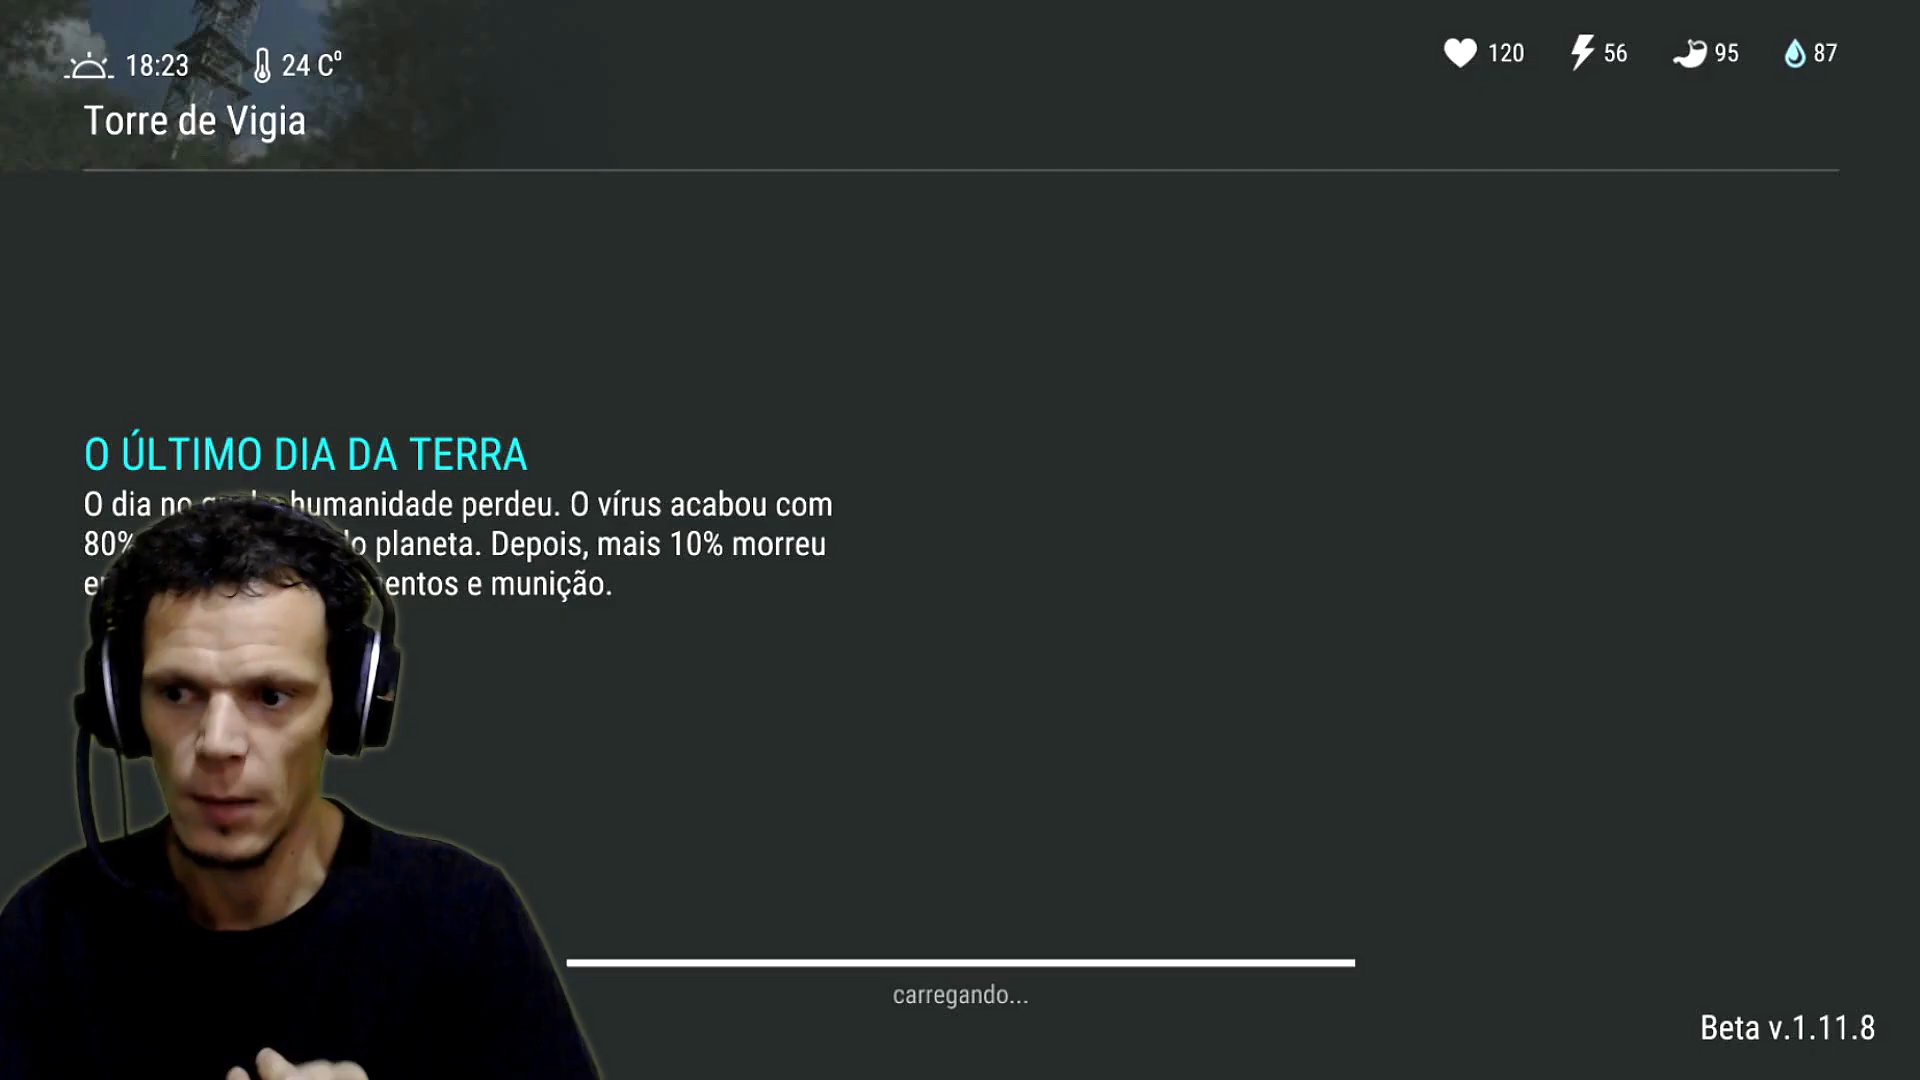 18:23
24 Cº
120
56
95
87
Torre de Vigia
O ÚLTIMO DIA DA TERRA
O dia no humanidade perdeu. O vírus acabou com
80% planeta. Depois, mais 10% morreu
e munição.
carregando...
Beta v.1.11.8